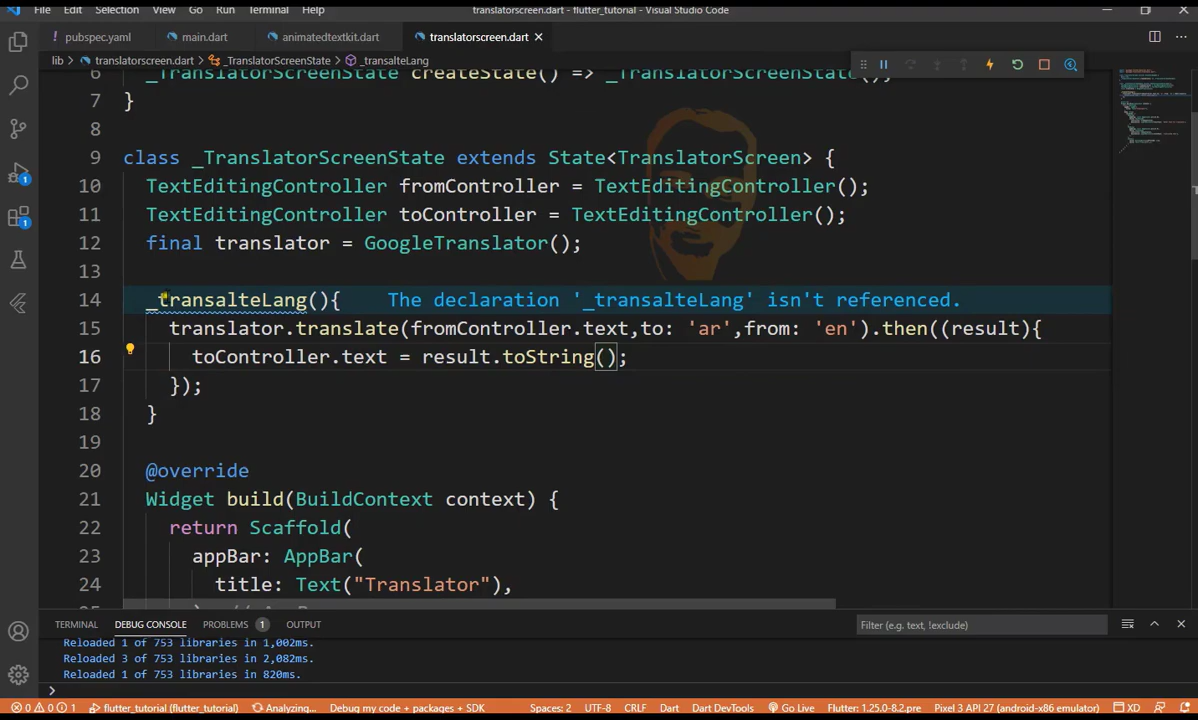 File Edit Selection View Go Run Terminal Help translatorscreen.dart - flutter_tutorial - Visual Studio Code
! pubspec.yaml main.dart animatedtextkit.dart translatorscreen.dart
lib > translatorscreen.dart > _TranslatorScreenState > _transalteLang
6 _TranslatorScreenState createState() => _TranslatorScreenState();
7 }
8
9 class _TranslatorScreenState extends State<TranslatorScreen> {
10 TextEditingController fromController = TextEditingController();
11 TextEditingController toController = TextEditingController();
12 final translator = GoogleTranslator();
13
14 _transalteLang(){ The declaration '_transalteLang' isn't referenced.
15 translator.translate(fromController.text,to: 'ar',from: 'en').then((result){
16 toController.text = result.toString();
17 });
18 }
19
20 @override
21 Widget build(BuildContext context) {
22 return Scaffold(
23 appBar: AppBar(
24 title: Text("Translator"),
TERMINAL DEBUG CONSOLE PROBLEMS 1 OUTPUT Filter (e.g. text, !exclude)
Reloaded 1 of 753 libraries in 1,002ms.
Reloaded 3 of 753 libraries in 2,082ms.
Reloaded 1 of 753 libraries in 820ms.
>
0 0 1 flutter_tutorial (flutter_tutorial) Analyzing... Debug my code + packages + SDK Spaces: 2 UTF-8 CRLF Dart Dart DevTools Go Live Flutter: 1.25.0-8.2.pre Pixel 3 API 27 (android-x86 emulator) XD